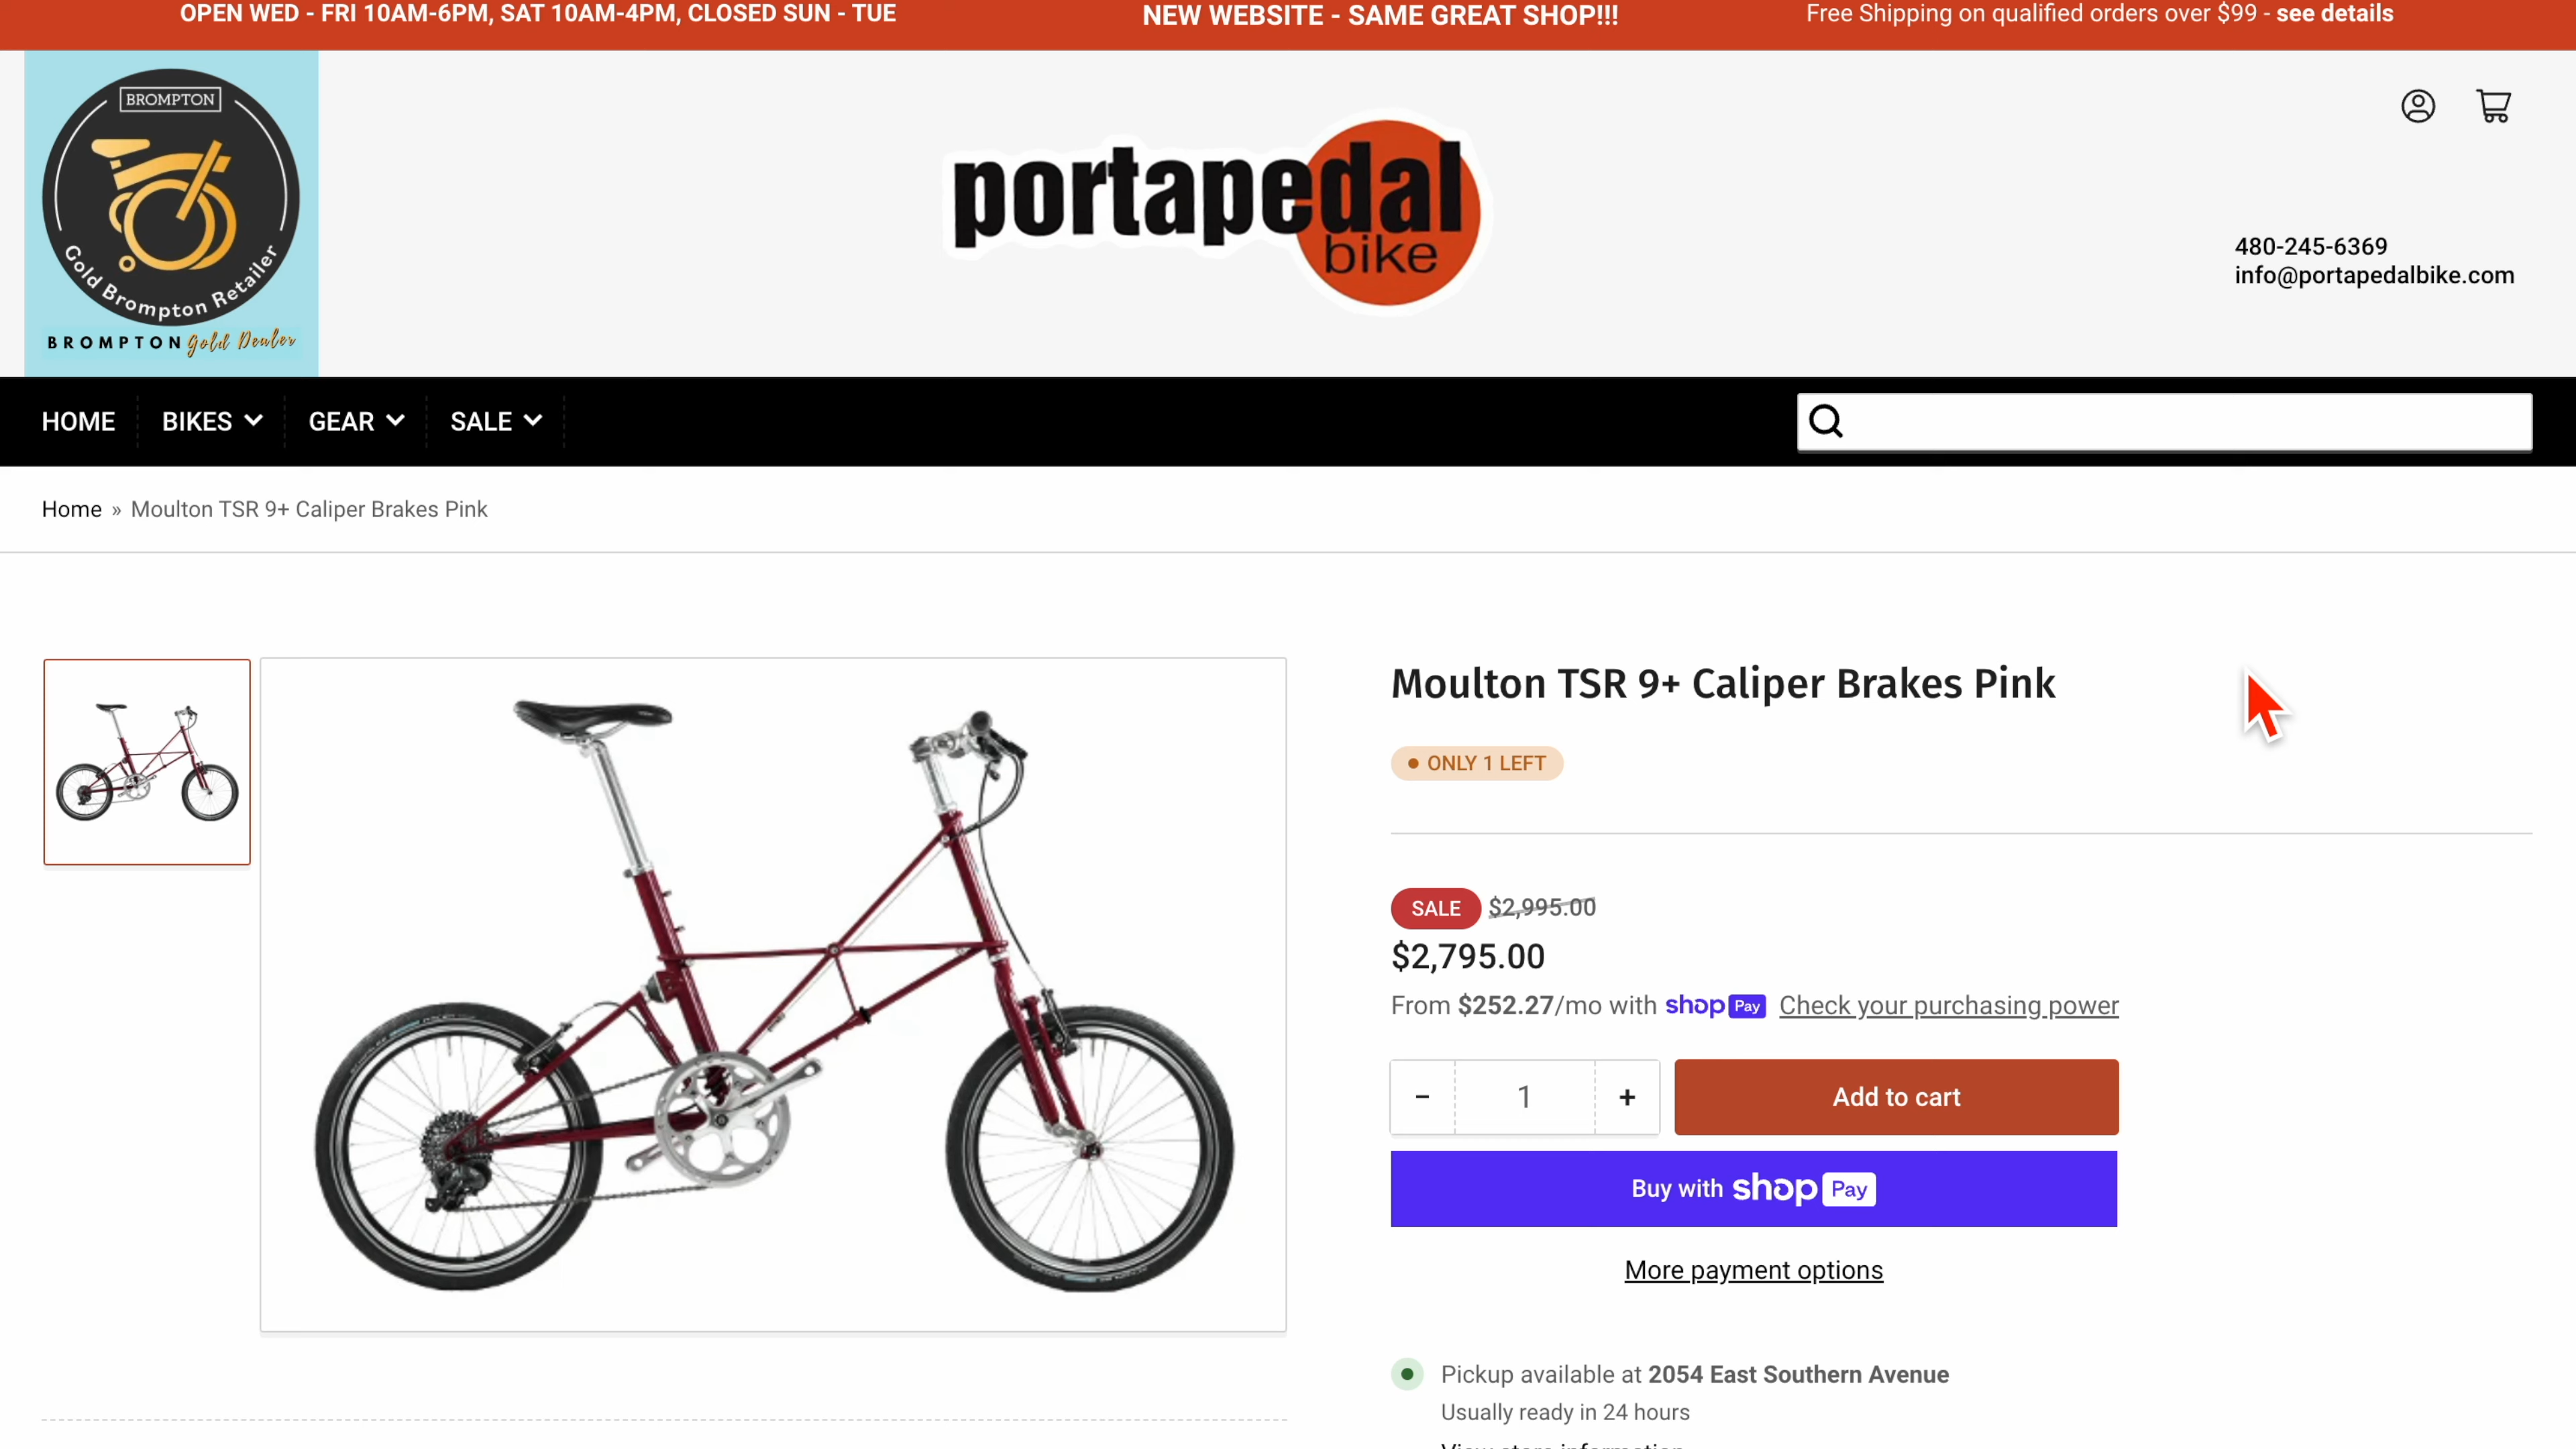 OPEN WED - FRI 10AM-6PM, SAT 10AM-4PM, CLOSED SUN - TUE
NEW WEBSITE - SAME GREAT SHOP!!!
Free Shipping on qualified orders over $99 - see details
BROMPTON
Gold Brompton Retailer
BROMPTON Gold Dealer
portapedal
bike
480-245-6369
info@portapedalbike.com
HOME
BIKES
GEAR
SALE
Home » Moulton TSR 9+ Caliper Brakes Pink
Moulton TSR 9+ Caliper Brakes Pink
ONLY 1 LEFT
SALE $2,995.00
$2,795.00
From $252.27/mo with shop Pay Check your purchasing power
- 1 +
Add to cart
Buy with shop Pay
More payment options
Pickup available at 2054 East Southern Avenue
Usually ready in 24 hours
View store information